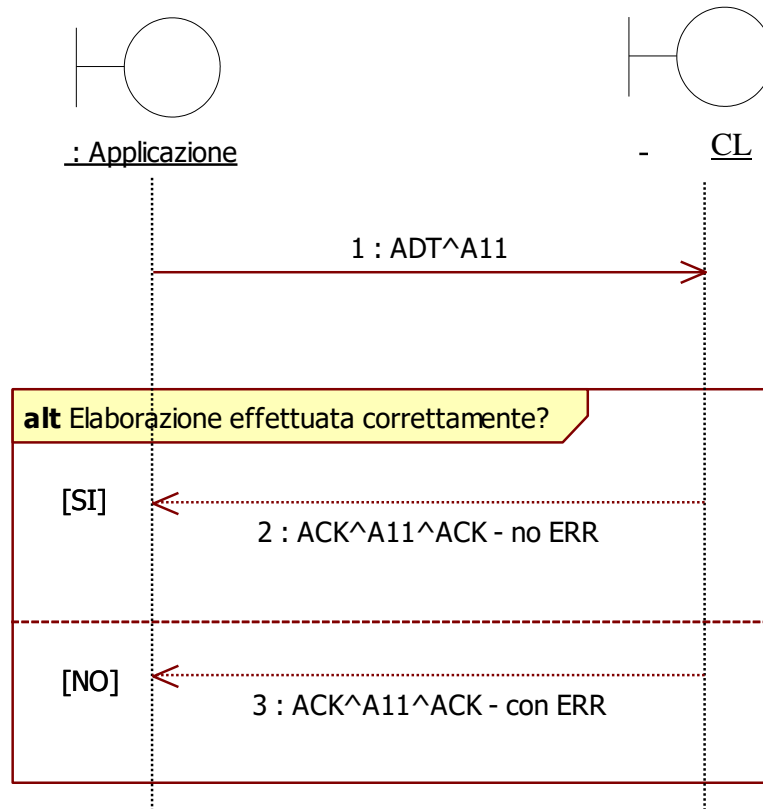 : Applicazione
- CL
1 : ADT^A11
alt Elaborazione effettuata correttamente?
[SI]
2 : ACK^A11^ACK - no ERR
[NO]
3 : ACK^A11^ACK - con ERR